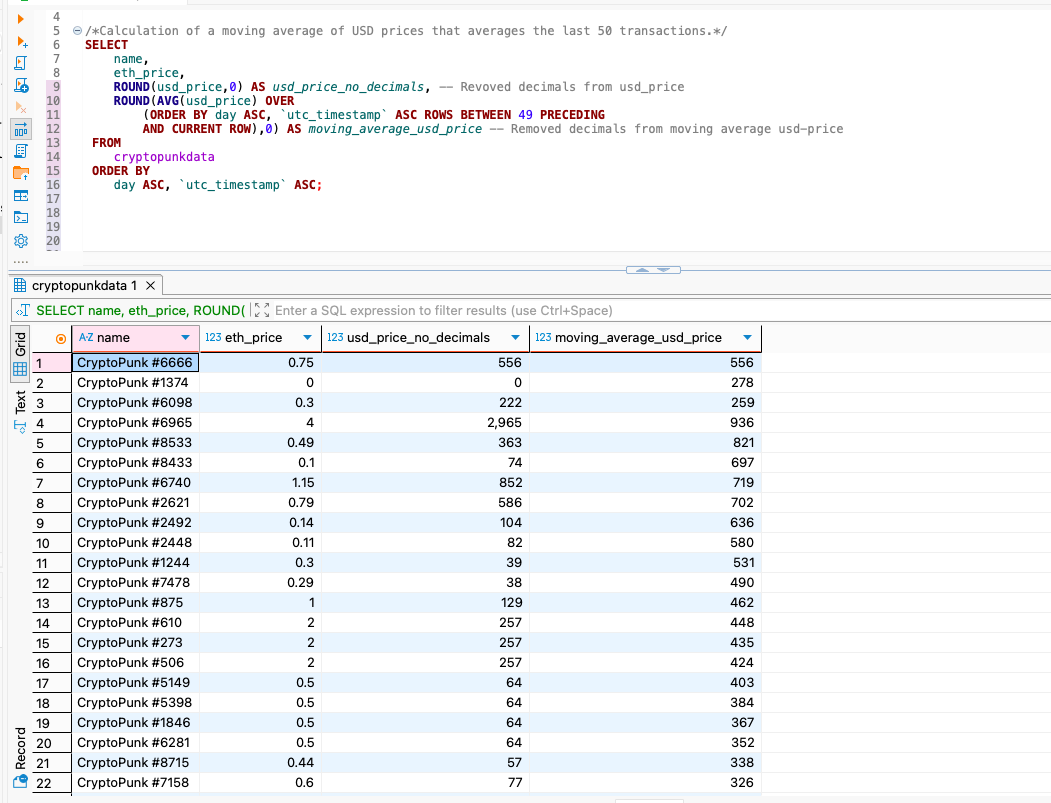 4
5 /*Calculation of a moving average of USD prices that averages the last 50 transactions.*/
6 SELECT
7 name,
8 eth_price,
9 ROUND(usd_price,0) AS usd_price_no_decimals, -- Revoved decimals from usd_price
10 ROUND(AVG(usd_price) OVER
11 (ORDER BY day ASC, `utc_timestamp` ASC ROWS BETWEEN 49 PRECEDING
12 AND CURRENT ROW),0) AS moving_average_usd_price -- Removed decimals from moving average usd-price
13 FROM
14 cryptopunkdata
15 ORDER BY
16 day ASC, `utc_timestamp` ASC;
17
18
19
20
cryptopunkdata 1
SELECT name, eth_price, ROUND( Enter a SQL expression to filter results (use Ctrl+Space)
Grid
Text
Record
A-Z name 123 eth_price 123 usd_price_no_decimals 123 moving_average_usd_price
1 CryptoPunk #6666 0.75 556 556
2 CryptoPunk #1374 0 0 278
3 CryptoPunk #6098 0.3 222 259
4 CryptoPunk #6965 4 2,965 936
5 CryptoPunk #8533 0.49 363 821
6 CryptoPunk #8433 0.1 74 697
7 CryptoPunk #6740 1.15 852 719
8 CryptoPunk #2621 0.79 586 702
9 CryptoPunk #2492 0.14 104 636
10 CryptoPunk #2448 0.11 82 580
11 CryptoPunk #1244 0.3 39 531
12 CryptoPunk #7478 0.29 38 490
13 CryptoPunk #875 1 129 462
14 CryptoPunk #610 2 257 448
15 CryptoPunk #273 2 257 435
16 CryptoPunk #506 2 257 424
17 CryptoPunk #5149 0.5 64 403
18 CryptoPunk #5398 0.5 64 384
19 CryptoPunk #1846 0.5 64 367
20 CryptoPunk #6281 0.5 64 352
21 CryptoPunk #8715 0.44 57 338
22 CryptoPunk #7158 0.6 77 326